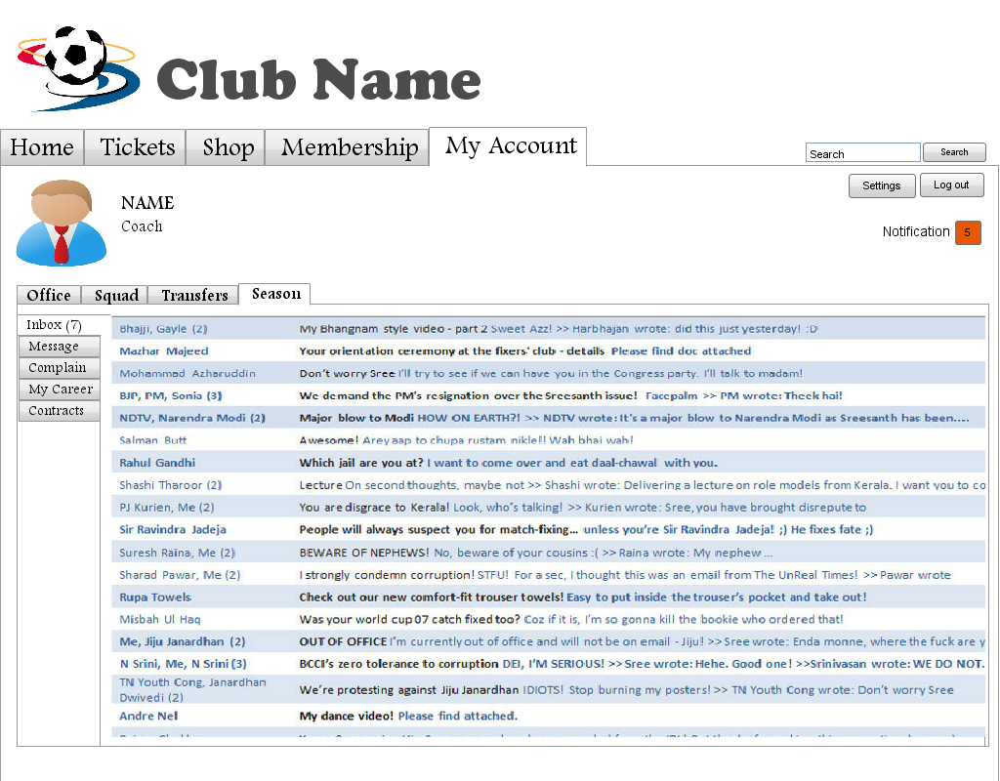 Club Name
Home Tickets Shop Membership My Account
Search Search
Settings Log out
NAME
Coach
Notification 5
Office Squad Transfers Season
Inbox (7)
Message
Complain
My Career
Contracts
Bhajji, Gayle (2) My Bhangnam style video - part 2 Sweet Azz! >> Harbhajan wrote: did this just yesterday! :D
Mazhar Majeed Your orientation ceremony at the fixers' club - details Please find doc attached
Mohammad Azharuddin Don't worry Sree I'll try to see if we can have you in the Congress party. I'll talk to madam!
BJP, PM, Sonia (3) We demand the PM's resignation over the Sreesanth issue! Facepalm >> PM wrote: Theek hai!
NDTV, Narendra Modi (2) Major blow to Modi HOW ON EARTH?! >> NDTV wrote: It's a major blow to Narendra Modi as Sreesanth has been....
Salman Butt Awesome! Arey aap to chupa rustam nikle!! Wah bhai wah!
Rahul Gandhi Which jail are you at? I want to come over and eat daal-chawal with you.
Shashi Tharoor (2) Lecture On second thoughts, maybe not >> Shashi wrote: Delivering a lecture on role models from Kerala. I want you to co
PJ Kurien, Me (2) You are disgrace to Kerala! Look, who's talking! >> Kurien wrote: Sree, you have brought disrepute to
Sir Ravindra Jadeja People will always suspect you for match-fixing... unless you're Sir Ravindra Jadeja! ;) He fixes fate ;)
Suresh Raina, Me (2) BEWARE OF NEPHEWS! No, beware of your cousins :( >> Raina wrote: My nephew ...
Sharad Pawar, Me (2) I strongly condemn corruption! STFU! For a sec, I thought this was an email from The UnReal Times! >> Pawar wrote
Rupa Towels Check out our new comfort-fit trouser towels! Easy to put inside the trouser's pocket and take out!
Misbah Ul Haq Was your world cup 07 catch fixed too? Coz if it is, I'm so gonna kill the bookie who ordered that!
Me, Jiju Janardhan (2) OUT OF OFFICE I'm currently out of office and will not be on email - Jiju! >> Sree wrote: Enda monne, where the fuck are y
N Srini, Me, N Srini (3) BCCI's zero tolerance to corruption DEI, I'M SERIOUS! >> Sree wrote: Hehe. Good one! >> Srinivasan wrote: WE DO NOT.
TN Youth Cong, Janardhan
Dwivedi (2) We're protesting against Jiju Janardhan IDIOTS! Stop burning my posters! >> TN Youth Cong wrote: Don't worry Sree
Andre Nel My dance video! Please find attached.